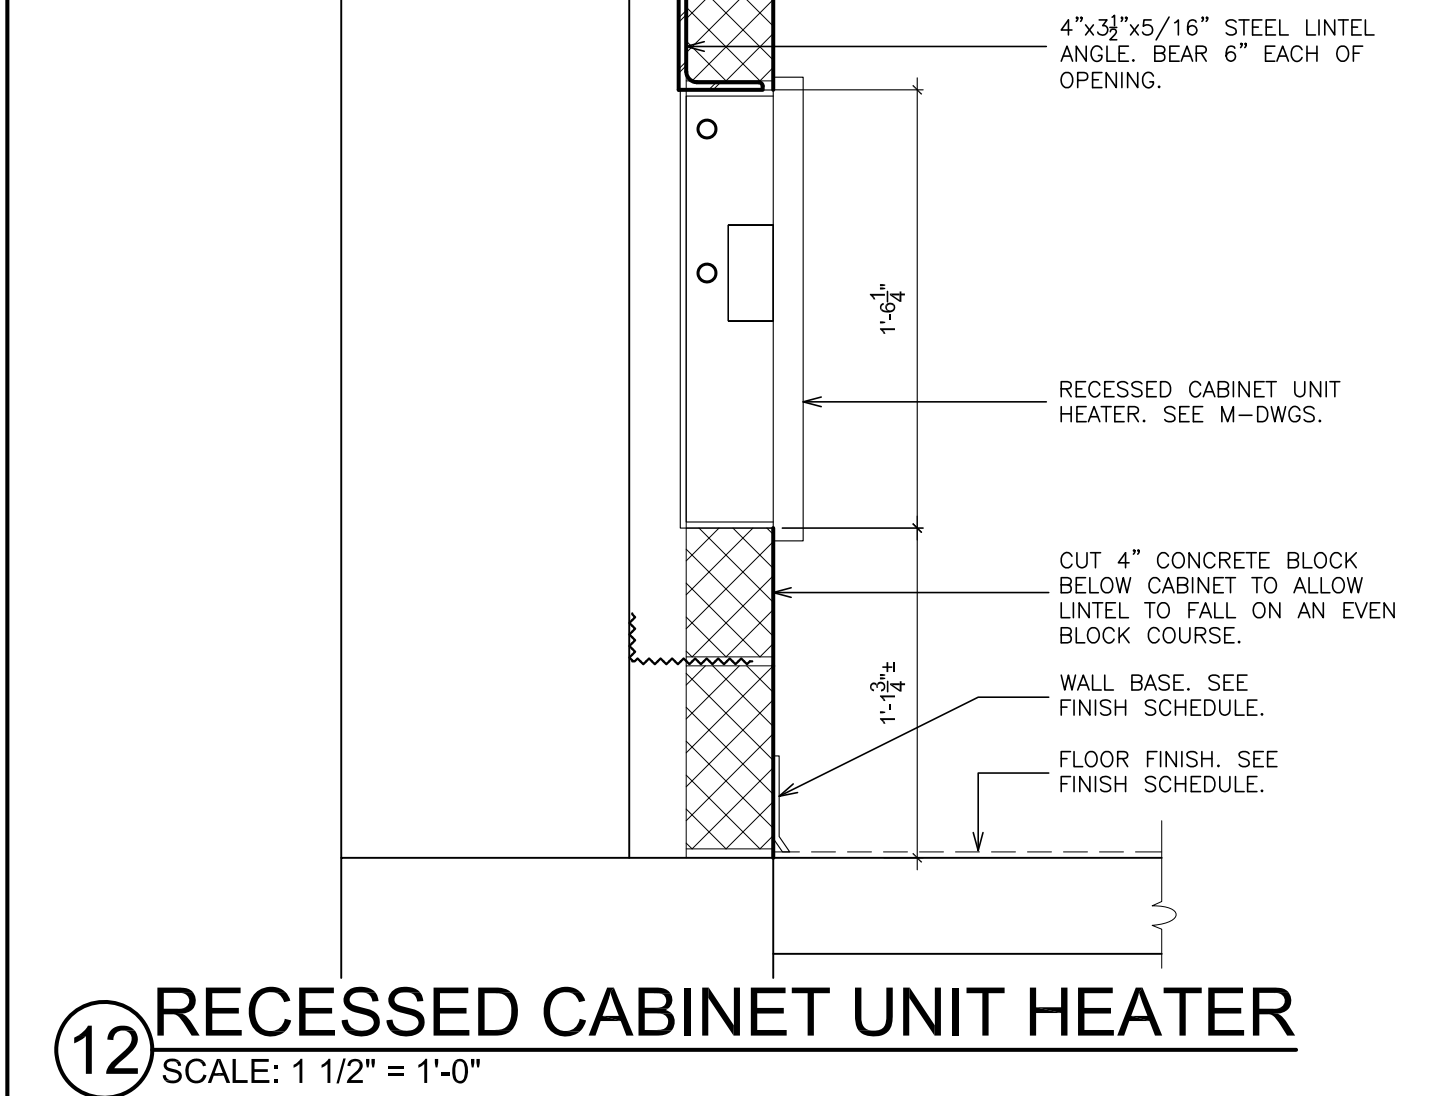 4"x3½"x5/16" STEEL LINTEL
ANGLE. BEAR 6" EACH OF
OPENING.
1'-6¼"
RECESSED CABINET UNIT
HEATER. SEE M-DWGS.
CUT 4" CONCRETE BLOCK
BELOW CABINET TO ALLOW
LINTEL TO FALL ON AN EVEN
BLOCK COURSE.
1'-1¾"±
WALL BASE. SEE
FINISH SCHEDULE.
FLOOR FINISH. SEE
FINISH SCHEDULE.
12 RECESSED CABINET UNIT HEATER
SCALE: 1 1/2" = 1'-0"